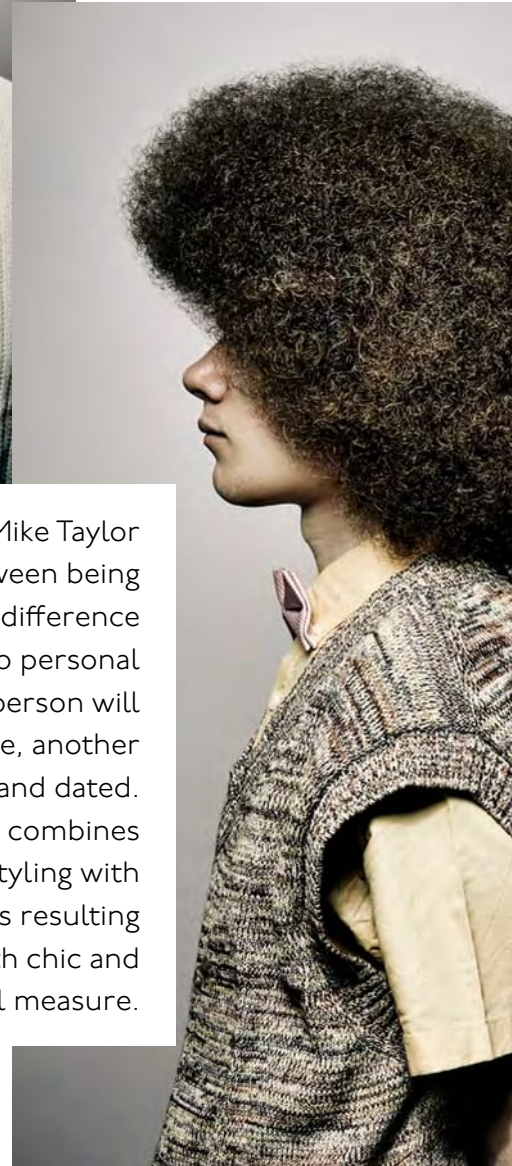 Mike Taylor
ween being
difference
o personal
person will
e, another
and dated.
combines
tyling with
s resulting
h chic and
l measure.